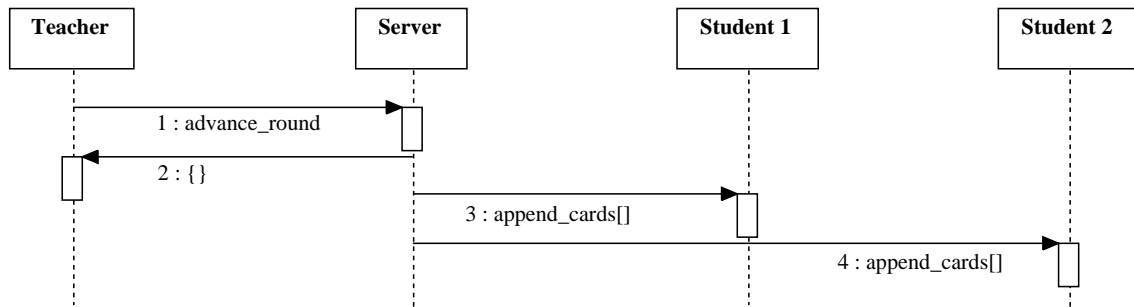 Teacher
Server
Student 1
Student 2
1 : advance_round
2 : {}
3 : append_cards[]
4 : append_cards[]